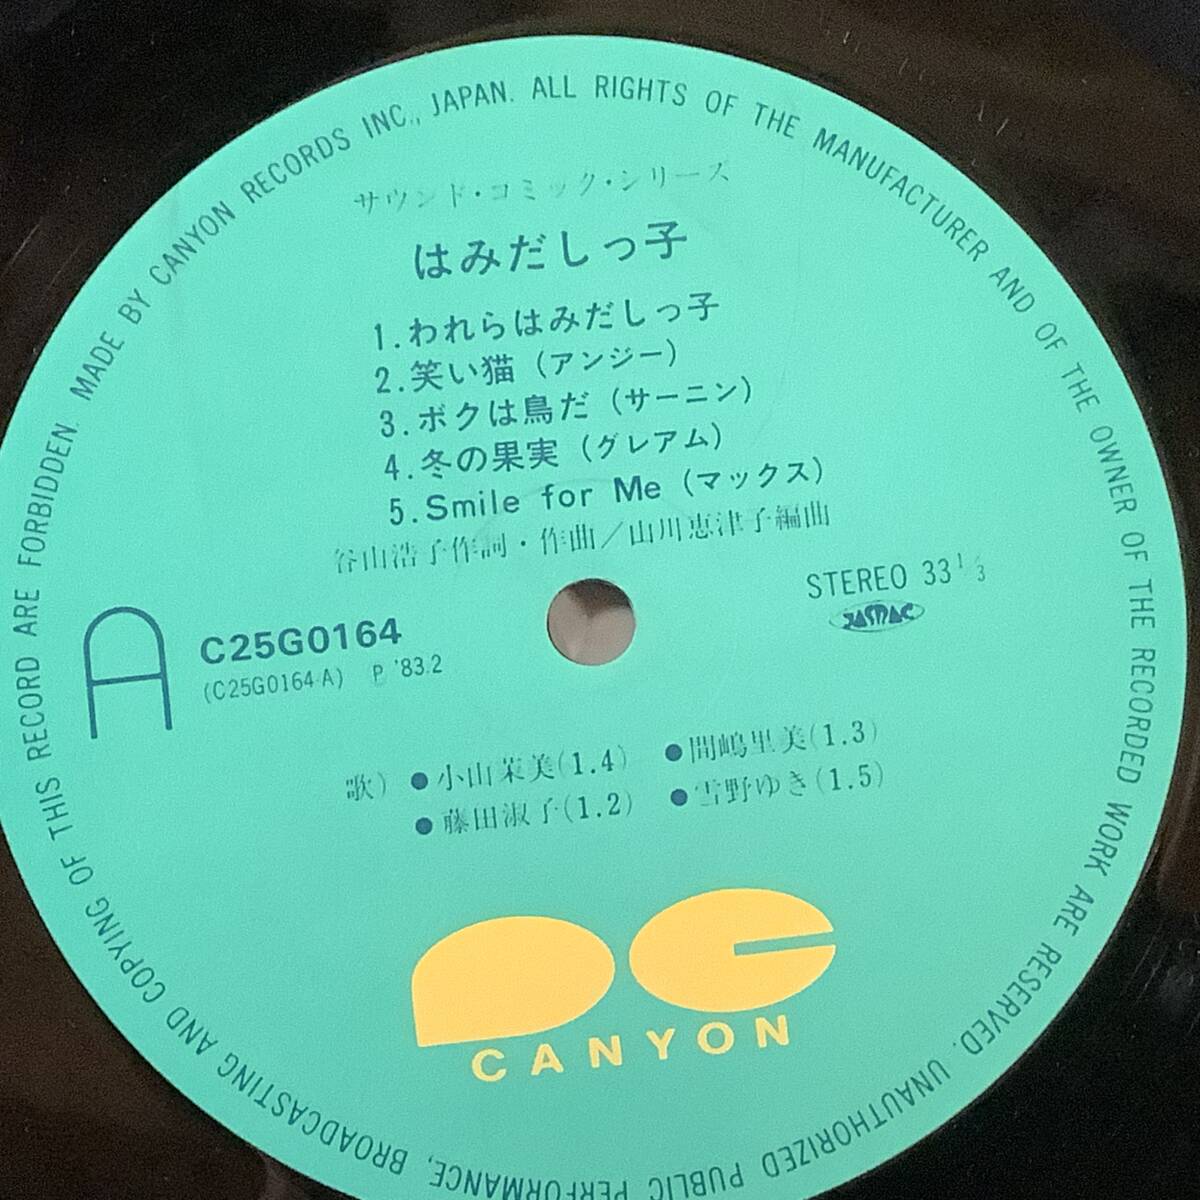 MADE BY CANYON RECORDS INC., JAPAN. ALL RIGHTS OF THE MANUFACTURER AND OF THE OWNER OF THE RECORDED WORK ARE RESERVED. UNAUTHORIZED PUBLIC PERFORMANCE, BROADCASTING AND COPYING OF THIS RECORD ARE FORBIDDEN.
サウンド・コミック・シリーズ
はみだしっ子
1.われらはみだしっ子
2.笑い猫（アンジー）
3.ボクは鳥だ（サーニン）
4.冬の果実（グレアム）
5.Smile for Me（マックス）
谷山浩子作詞・作曲／山川恵津子編曲
STEREO 33 1/3
JASRAC
A
C25G0164
(C25G0164-A) P '83.2
歌）●小山茉美(1.4) ●間嶋里美(1.3)
●藤田淑子(1.2) ●雪野ゆき(1.5)
PC
CANYON